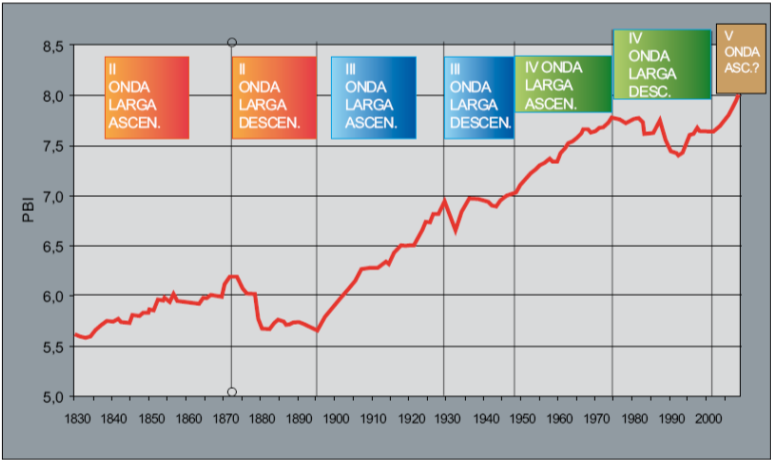 8,5
8,0
7,5
7,0
6,5
6,0
5,5
5,0
PBI
II
ONDA
LARGA
ASCEN.
II
ONDA
LARGA
DESCEN.
III
ONDA
LARGA
ASCEN.
III
ONDA
LARGA
DESCEN.
IV ONDA
LARGA
ASCEN.
IV
ONDA
LARGA
DESC.
V
ONDA
ASC.?
1830 1840 1850 1860 1870 1880 1890 1900 1910 1920 1930 1940 1950 1960 1970 1980 1990 2000